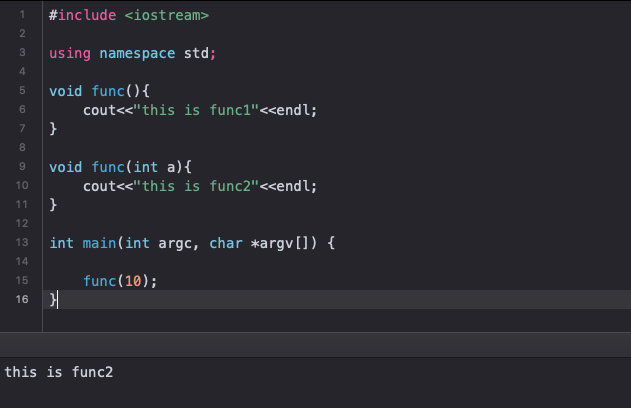 1 #include <iostream>
2
3 using namespace std;
4
5 void func(){
6     cout<<"this is func1"<<endl;
7 }
8
9 void func(int a){
10     cout<<"this is func2"<<endl;
11 }
12
13 int main(int argc, char *argv[]) {
14
15     func(10);
16 }
this is func2